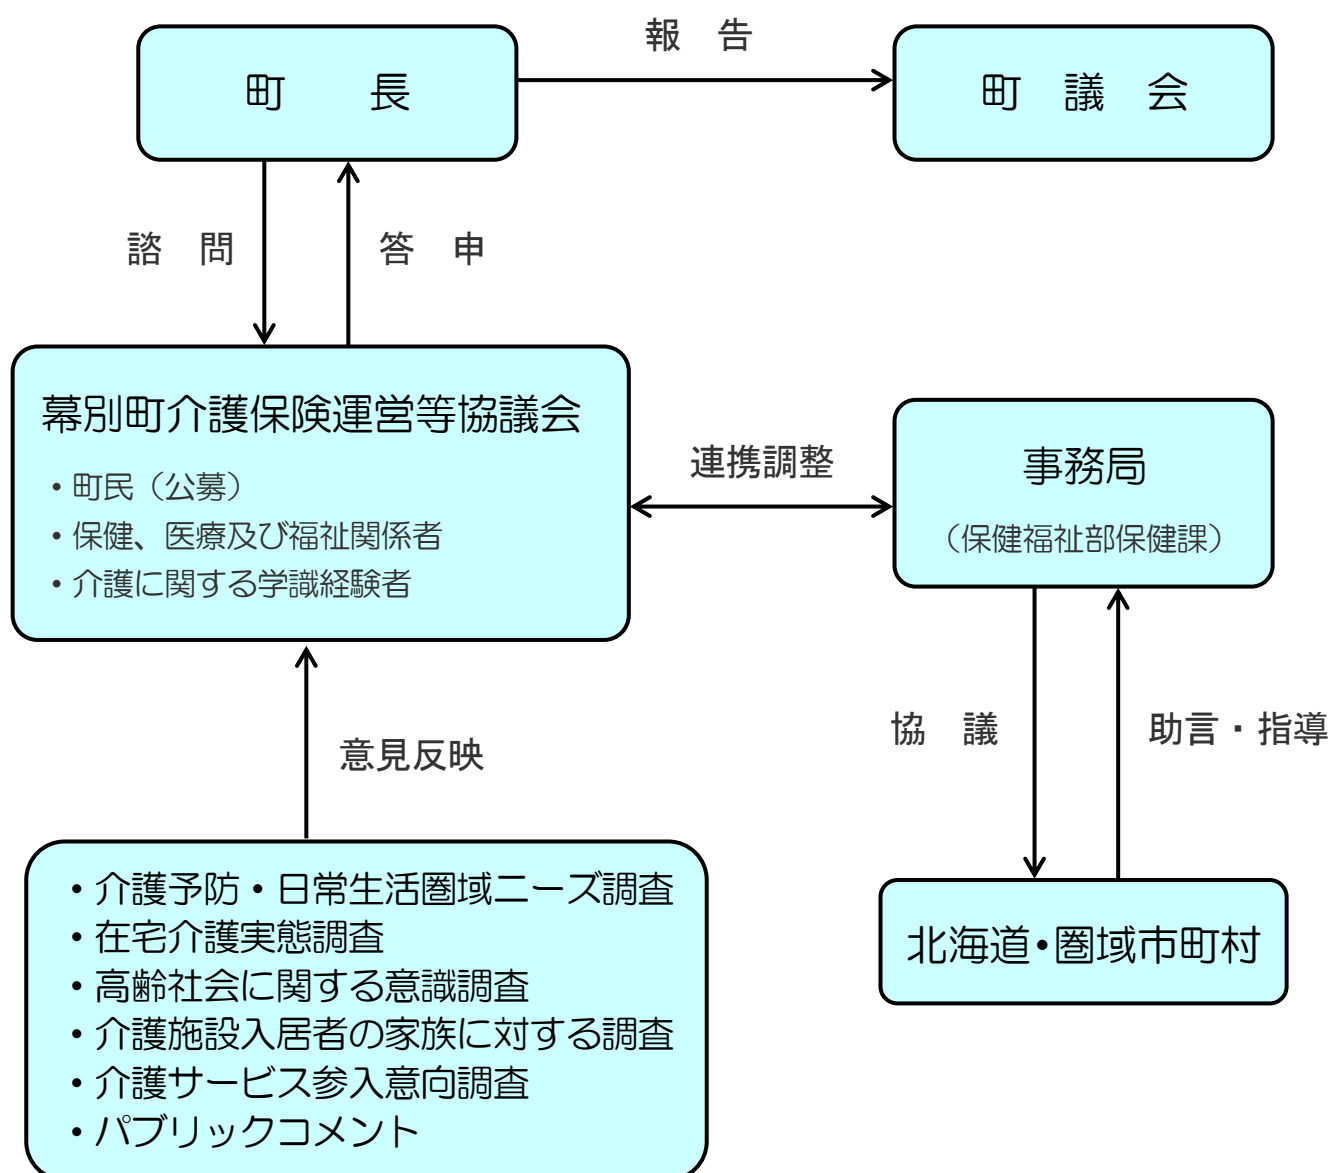 報　告
町　長
町　議　会
諮　問
答　申
幕別町介護保険運営等協議会
・町民（公募）
・保健、医療及び福祉関係者
・介護に関する学識経験者
連携調整
事務局
（保健福祉部保健課）
意見反映
協　議
助言・指導
・介護予防・日常生活圏域ニーズ調査
・在宅介護実態調査
・高齢社会に関する意識調査
・介護施設入居者の家族に対する調査
・介護サービス参入意向調査
・パブリックコメント
北海道・圏域市町村